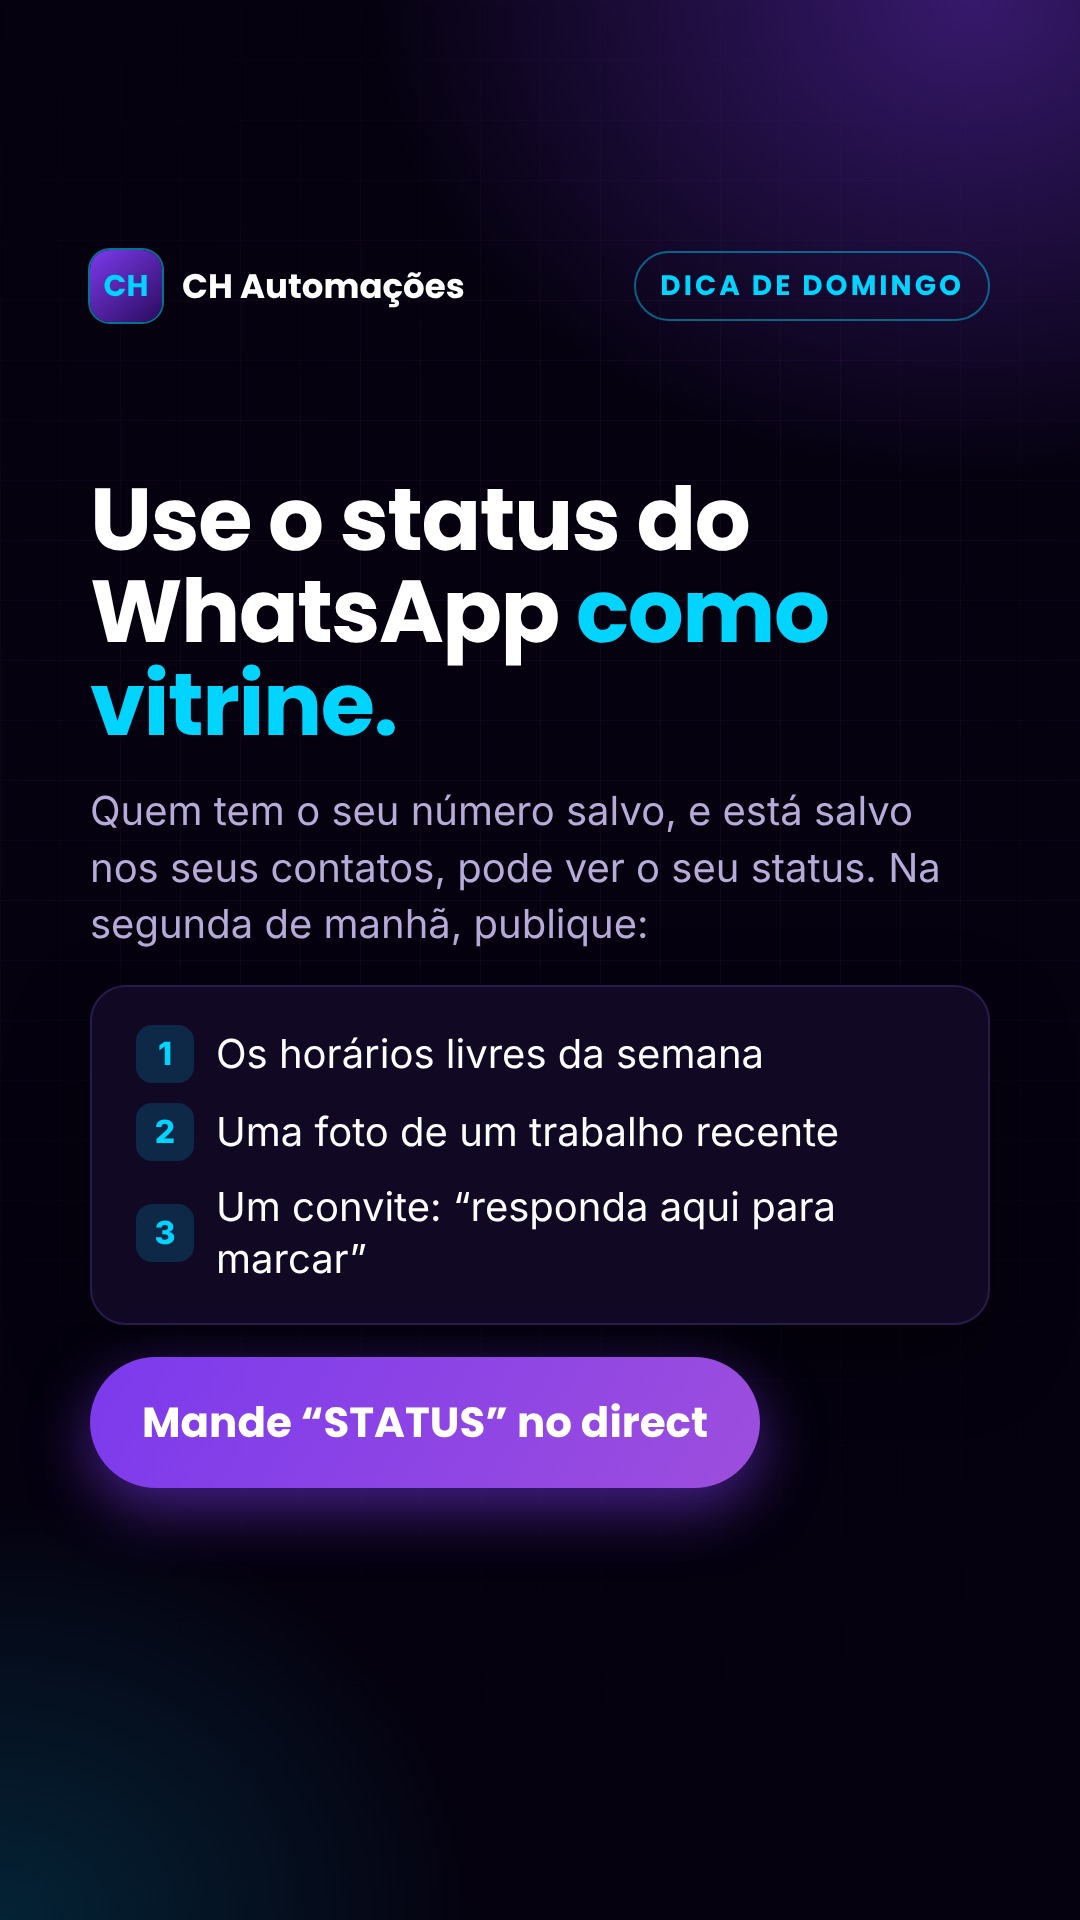 CH
CH Automações
DICA DE DOMINGO
Use o status do
WhatsApp como
vitrine.
Quem tem o seu número salvo, e está salvo
nos seus contatos, pode ver o seu status. Na
segunda de manhã, publique:
1 Os horários livres da semana
2 Uma foto de um trabalho recente
3 Um convite: “responda aqui para
marcar”
Mande “STATUS” no direct